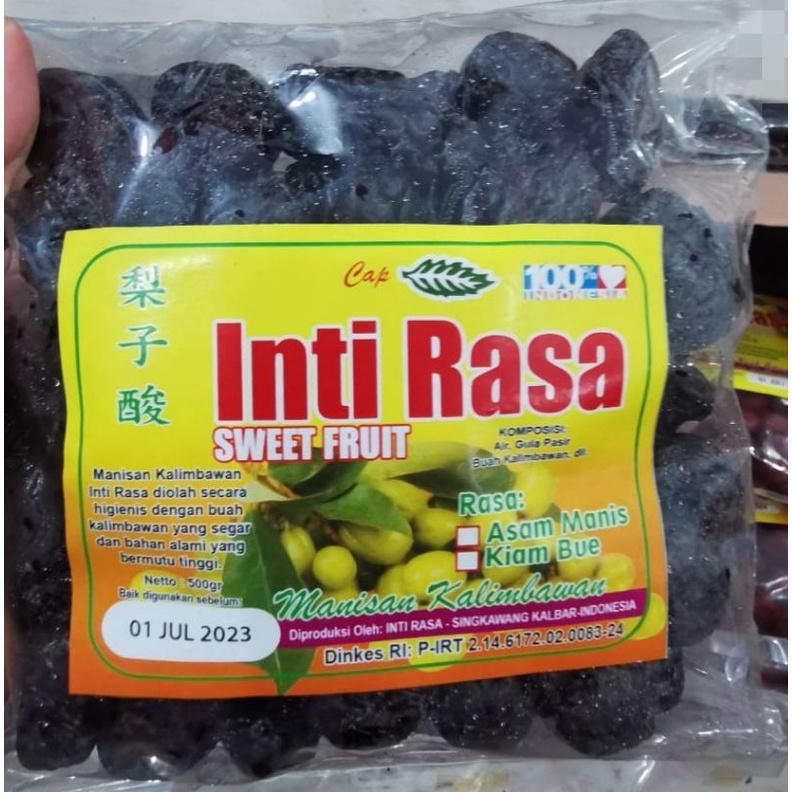 梨子酸
Cap
100%
INDONESIA
Inti Rasa
SWEET FRUIT
KOMPOSISI:
Air, Gula Pasir
Buah Kalimbawan, dll.
Manisan Kalimbawan
Inti Rasa diolah secara
higienis dengan buah
kalimbawan yang segar
dan bahan alami yang
bermutu tinggi.
Netto : 500gr
Baik digunakan sebelum:
01 JUL 2023
Rasa:
Asam Manis
Kiam Bue
Manisan Kalimbawan
Diproduksi Oleh: INTI RASA - SINGKAWANG KALBAR-INDONESIA
Dinkes RI: P-IRT 2.14.6172.02.0083-24